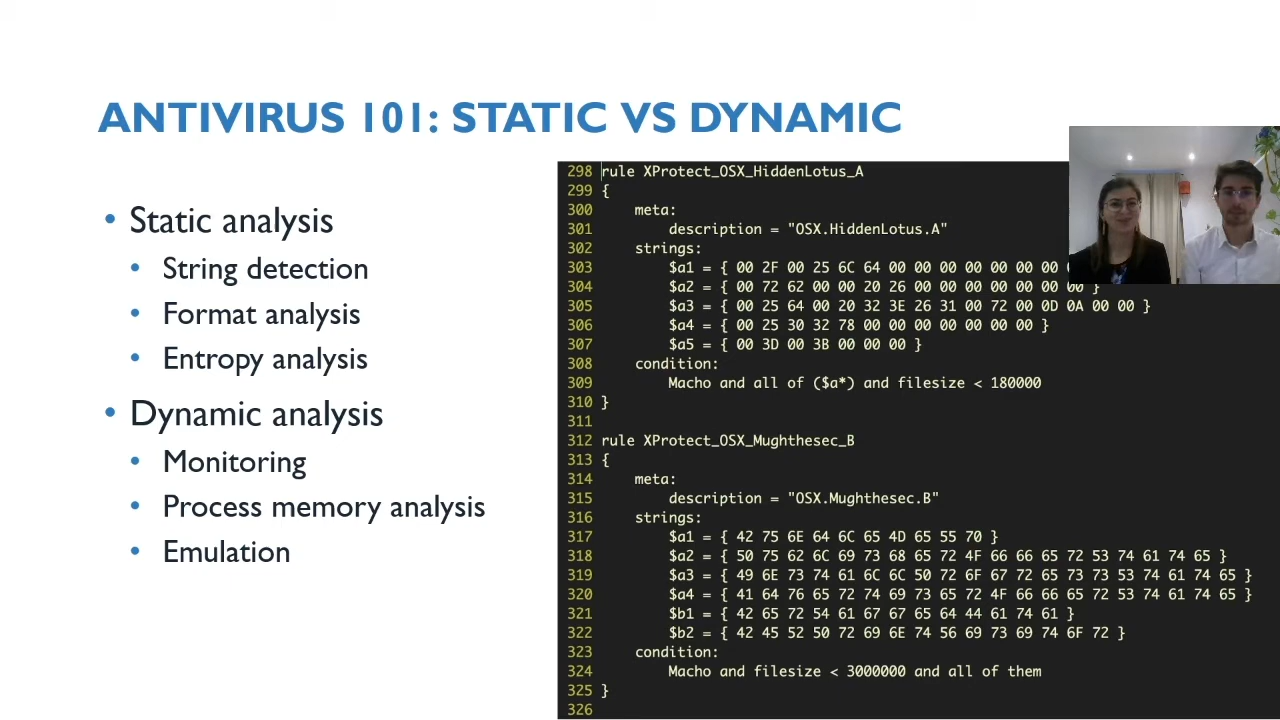 ANTIVIRUS 101: STATIC VS DYNAMIC
• Static analysis
• String detection
• Format analysis
• Entropy analysis
• Dynamic analysis
• Monitoring
• Process memory analysis
• Emulation
298 rule XProtect_OSX_HiddenLotus_A
299 {
300 meta:
301 description = "OSX.HiddenLotus.A"
302 strings:
303 $a1 = { 00 2F 00 25 6C 64 00 00 00 00 00 00 00
304 $a2 = { 00 72 62 00 00 20 26 00 00 00 00 00 00 00 }
305 $a3 = { 00 25 64 00 20 32 3E 26 31 00 72 00 0D 0A 00 00 }
306 $a4 = { 00 25 30 32 78 00 00 00 00 00 00 00 }
307 $a5 = { 00 3D 00 3B 00 00 00 }
308 condition:
309 Macho and all of ($a*) and filesize < 180000
310 }
311
312 rule XProtect_OSX_Mughthesec_B
313 {
314 meta:
315 description = "OSX.Mughthesec.B"
316 strings:
317 $a1 = { 42 75 6E 64 6C 65 4D 65 55 70 }
318 $a2 = { 50 75 62 6C 69 73 68 65 72 4F 66 66 65 72 53 74 61 74 65 }
319 $a3 = { 49 6E 73 74 61 6C 6C 50 72 6F 67 72 65 73 73 53 74 61 74 65 }
320 $a4 = { 41 64 76 65 72 74 69 73 65 72 4F 66 66 65 72 53 74 61 74 65 }
321 $b1 = { 42 65 72 54 61 67 67 65 64 44 61 74 61 }
322 $b2 = { 42 45 52 50 72 69 6E 74 56 69 73 69 74 6F 72 }
323 condition:
324 Macho and filesize < 3000000 and all of them
325 }
326